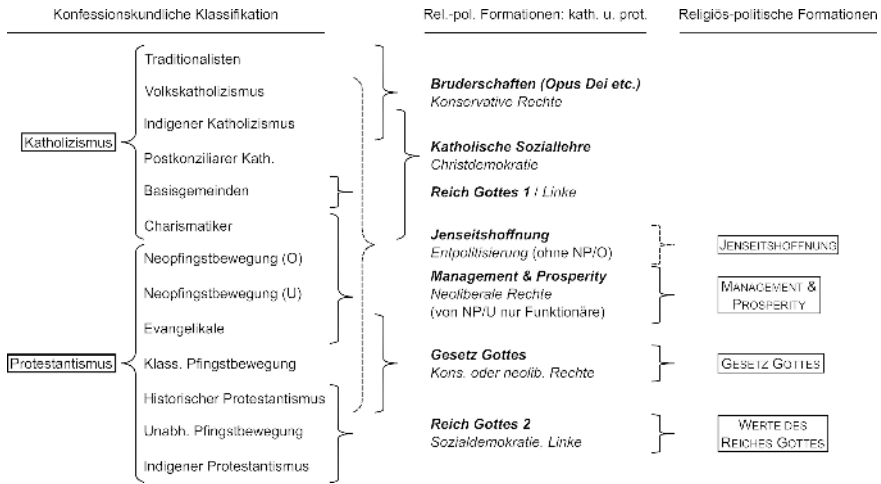 Konfessionskundliche Klassifikation
Rel.-pol. Formationen: kath. u. prot.
Religiös-politische Formationen
Katholizismus
Traditionalisten
Volkskatholizismus
Indigener Katholizismus
Postkonziliarer Kath.
Basisgemeinden
Charismatiker
Protestantismus
Neopfingstbewegung (O)
Neopfingstbewegung (U)
Evangelikale
Klass. Pfingstbewegung
Historischer Protestantismus
Unabh. Pfingstbewegung
Indigener Protestantismus
Bruderschaften (Opus Dei etc.)
Konservative Rechte
Katholische Soziallehre
Christdemokratie
Reich Gottes 1 / Linke
Jenseitshoffnung
Entpolitisierung (ohne NP/O)
Management & Prosperity
Neoliberale Rechte
(von NP/U nur Funktionäre)
Gesetz Gottes
Kons. oder neolib. Rechte
Reich Gottes 2
Sozialdemokratie. Linke
JENSEITSHOFFNUNG
MANAGEMENT &
PROSPERITY
GESETZ GOTTES
WERTE DES
REICHES GOTTES